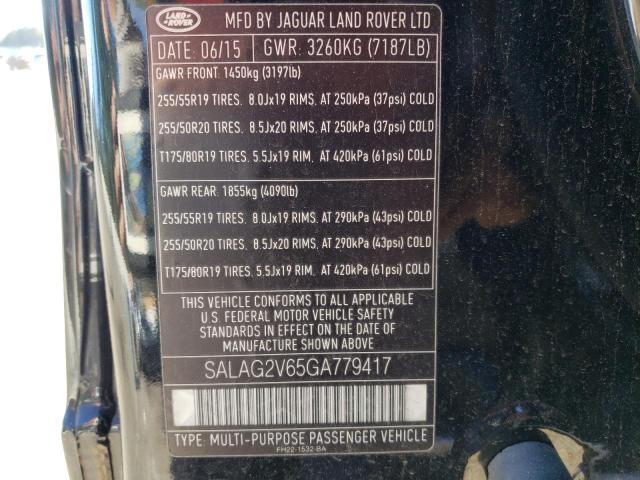 LAND ROVER
MFD BY JAGUAR LAND ROVER LTD
DATE: 06/15 GWR: 3260KG (7187LB)
GAWR FRONT: 1450kg (3197lb)
255/55R19 TIRES. 8.0Jx19 RIMS. AT 250kPa (37psi) COLD
255/50R20 TIRES. 8.5Jx20 RIMS. AT 250kPa (37psi) COLD
T175/80R19 TIRES. 5.5Jx19 RIM. AT 420kPa (61psi) COLD
GAWR REAR: 1855kg (4090lb)
255/55R19 TIRES. 8.0Jx19 RIMS. AT 290kPa (43psi) COLD
255/50R20 TIRES. 8.5Jx20 RIMS. AT 290kPa (43psi) COLD
T175/80R19 TIRES. 5.5Jx19 RIM. AT 420kPa (61psi) COLD
THIS VEHICLE CONFORMS TO ALL APPLICABLE
U.S. FEDERAL MOTOR VEHICLE SAFETY
STANDARDS IN EFFECT ON THE DATE OF
MANUFACTURE SHOWN ABOVE
SALAG2V65GA779417
TYPE: MULTI-PURPOSE PASSENGER VEHICLE
FH22-1532-BA